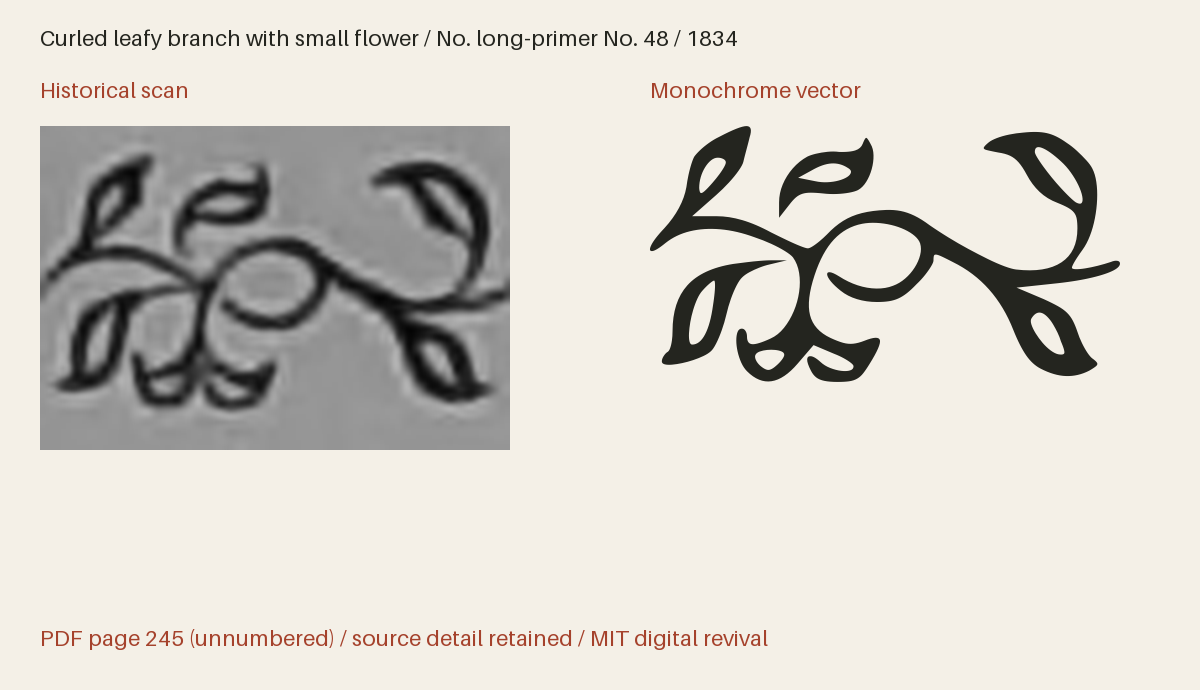 Curled leafy branch with small flower / No. long-primer No. 48 / 1834
Historical scan
Monochrome vector
PDF page 245 (unnumbered) / source detail retained / MIT digital revival